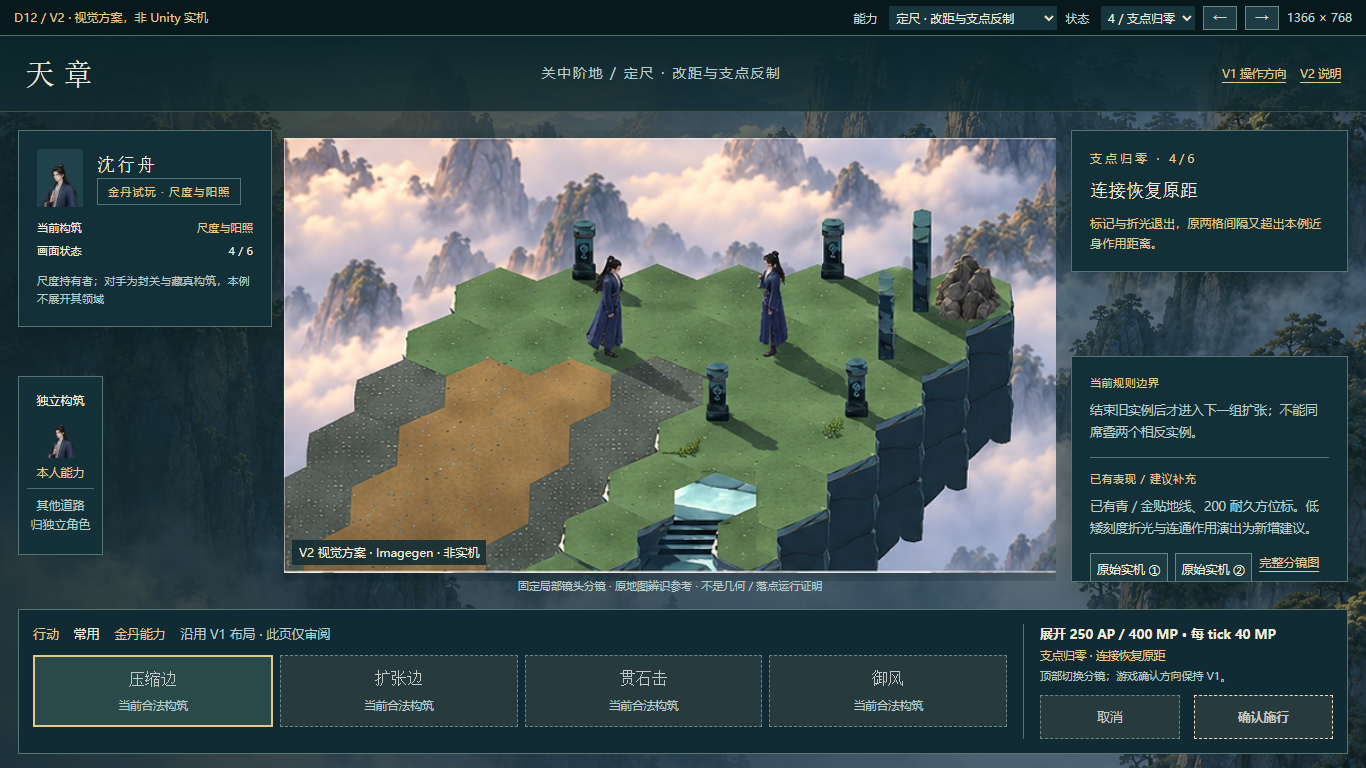 D12 / V2 · 视觉方案，非 Unity 实机
能力 定尺 · 改距与支点反制 状态 4 / 支点归零 ← → 1366 × 768
天章
关中阶地 / 定尺 · 改距与支点反制
V1 操作方向 V2 说明
沈行舟
金丹试玩 · 尺度与阳照
当前构筑 尺度与阳照
画面状态 4 / 6
尺度持有者；对手为封关与藏真构筑，本例
不展开其领域
独立构筑
本人能力
其他道路
归独立角色
V2 视觉方案 · Imagegen · 非实机
固定局部镜头分镜 · 原地图辨识参考 · 不是几何 / 落点运行证明
支点归零 · 4/6
连接恢复原距
标记与折光退出，原两格间隔又超出本例近
身作用距离。
当前规则边界
结束旧实例后才进入下一组扩张；不能同
席叠两个相反实例。
已有表现 / 建议补充
已有青 / 金贴地线、200 耐久方位标。低
矮刻度折光与连通作用演出为新增建议。
原始实机 ① 原始实机 ② 完整分镜图
行动 常用 金丹能力 沿用 V1 布局 · 此页仅审阅
压缩边
当前合法构筑
扩张边
当前合法构筑
贯石击
当前合法构筑
御风
当前合法构筑
展开 250 AP / 400 MP • 每 tick 40 MP
支点归零 · 连接恢复原距
顶部切换分镜；游戏确认方向保持 V1。
取消 确认施行